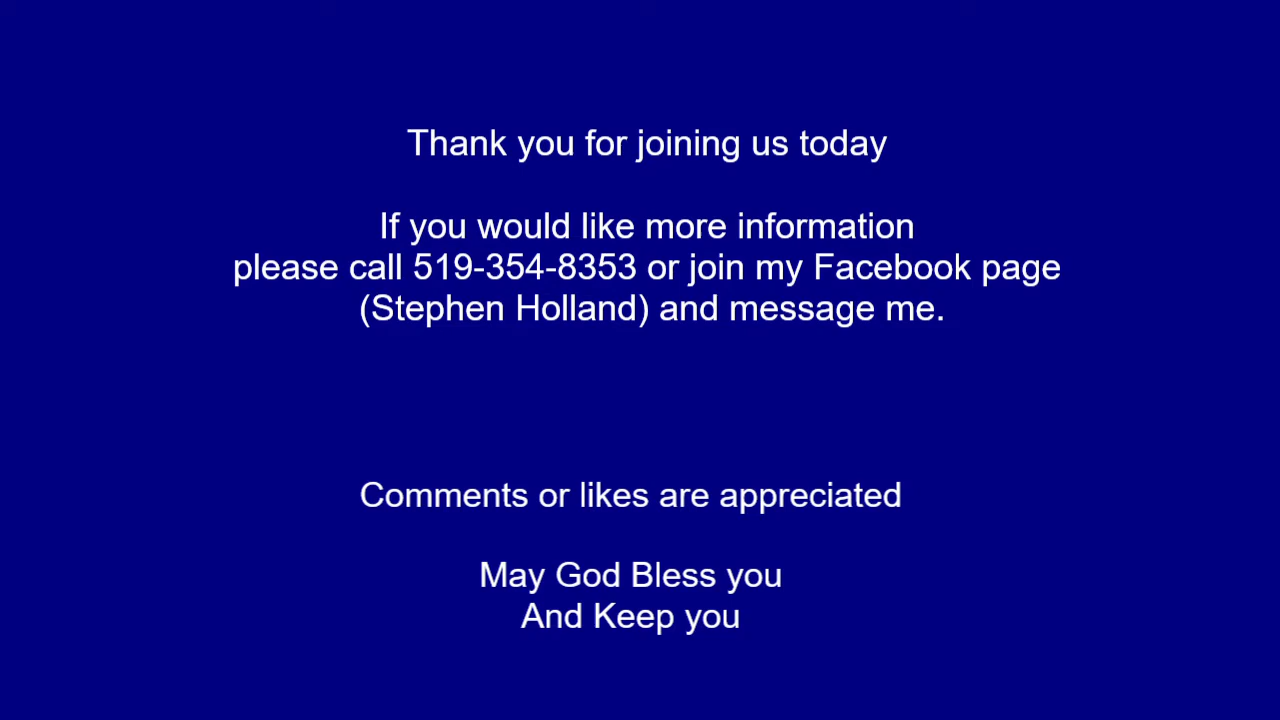 Thank you for joining us today
If you would like more information
please call 519-354-8353 or join my Facebook page
(Stephen Holland) and message me.
Comments or likes are appreciated
May God Bless you
And Keep you